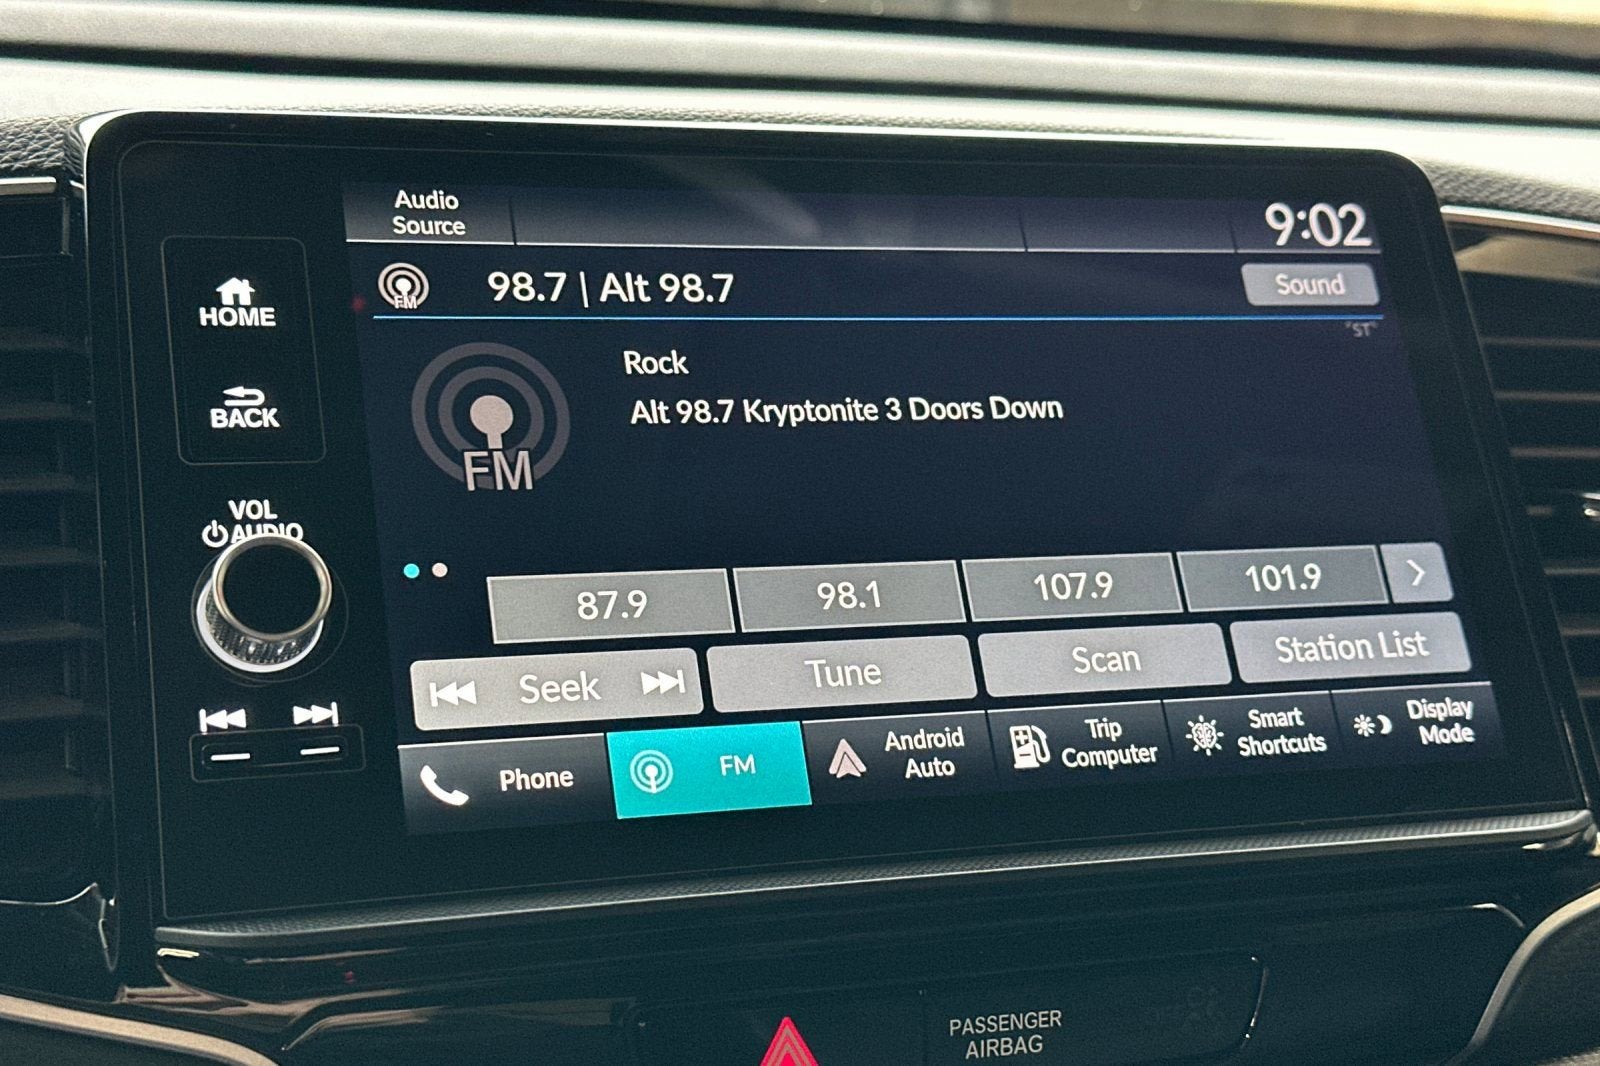 Audio
Source
9:02
FM
98.7 | Alt 98.7
Sound
"ST"
HOME
Rock
Alt 98.7 Kryptonite 3 Doors Down
BACK
FM
VOL
AUDIO
87.9
98.1
107.9
101.9
Seek
Tune
Scan
Station List
Phone
FM
Android
Auto
Trip
Computer
Smart
Shortcuts
Display
Mode
PASSENGER
AIRBAG